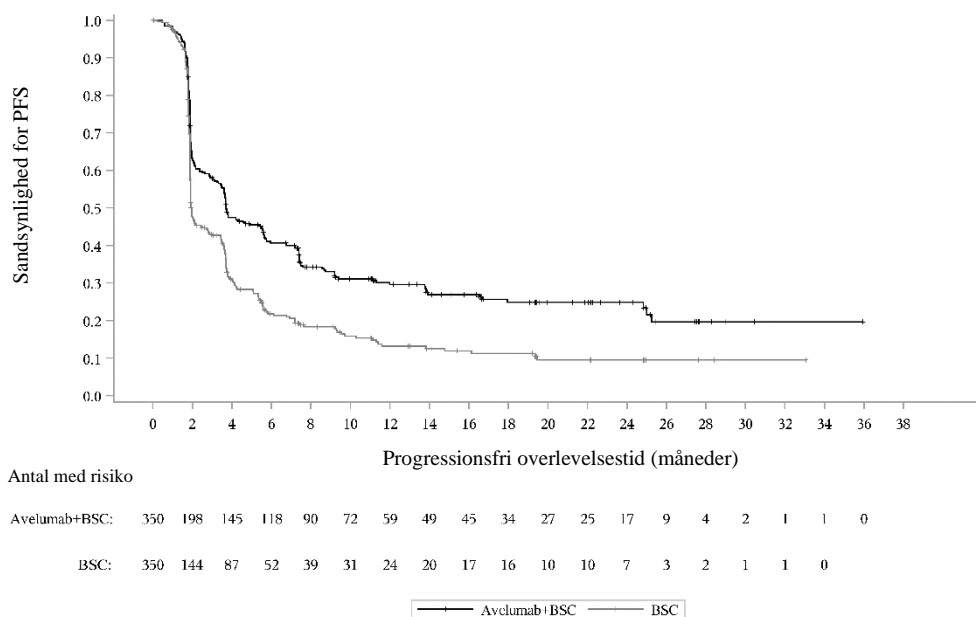 Sandsynlighed for PFS
1.0
0.9
0.8
0.7
0.6
0.5
0.4
0.3
0.2
0.1
0.0
0 2 4 6 8 10 12 14 16 18 20 22 24 26 28 30 32 34 36 38
Progressionsfri overlevelsestid (måneder)
Antal med risiko
Avelumab+BSC: 350 198 145 118 90 72 59 49 45 34 27 25 17 9 4 2 1 1 0
BSC: 350 144 87 52 39 31 24 20 17 16 10 10 7 3 2 1 1 0
Avelumab+BSC BSC